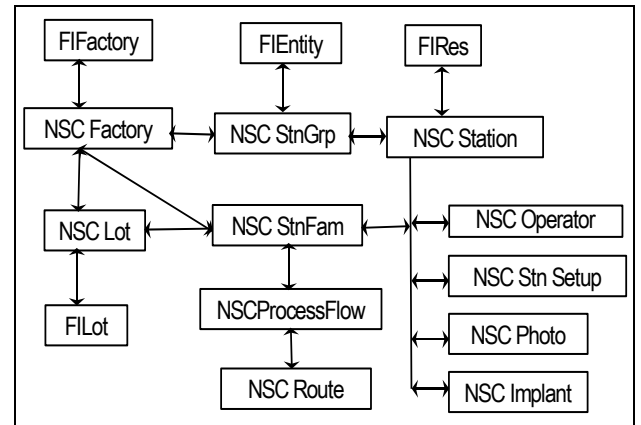 FIFactory
FIEntity
FIRes
NSC Factory
NSC StnGrp
NSC Station
NSC Lot
NSC StnFam
NSC Operator
NSC Stn Setup
FILot
NSCProcessFlow
NSC Photo
NSC Route
NSC Implant